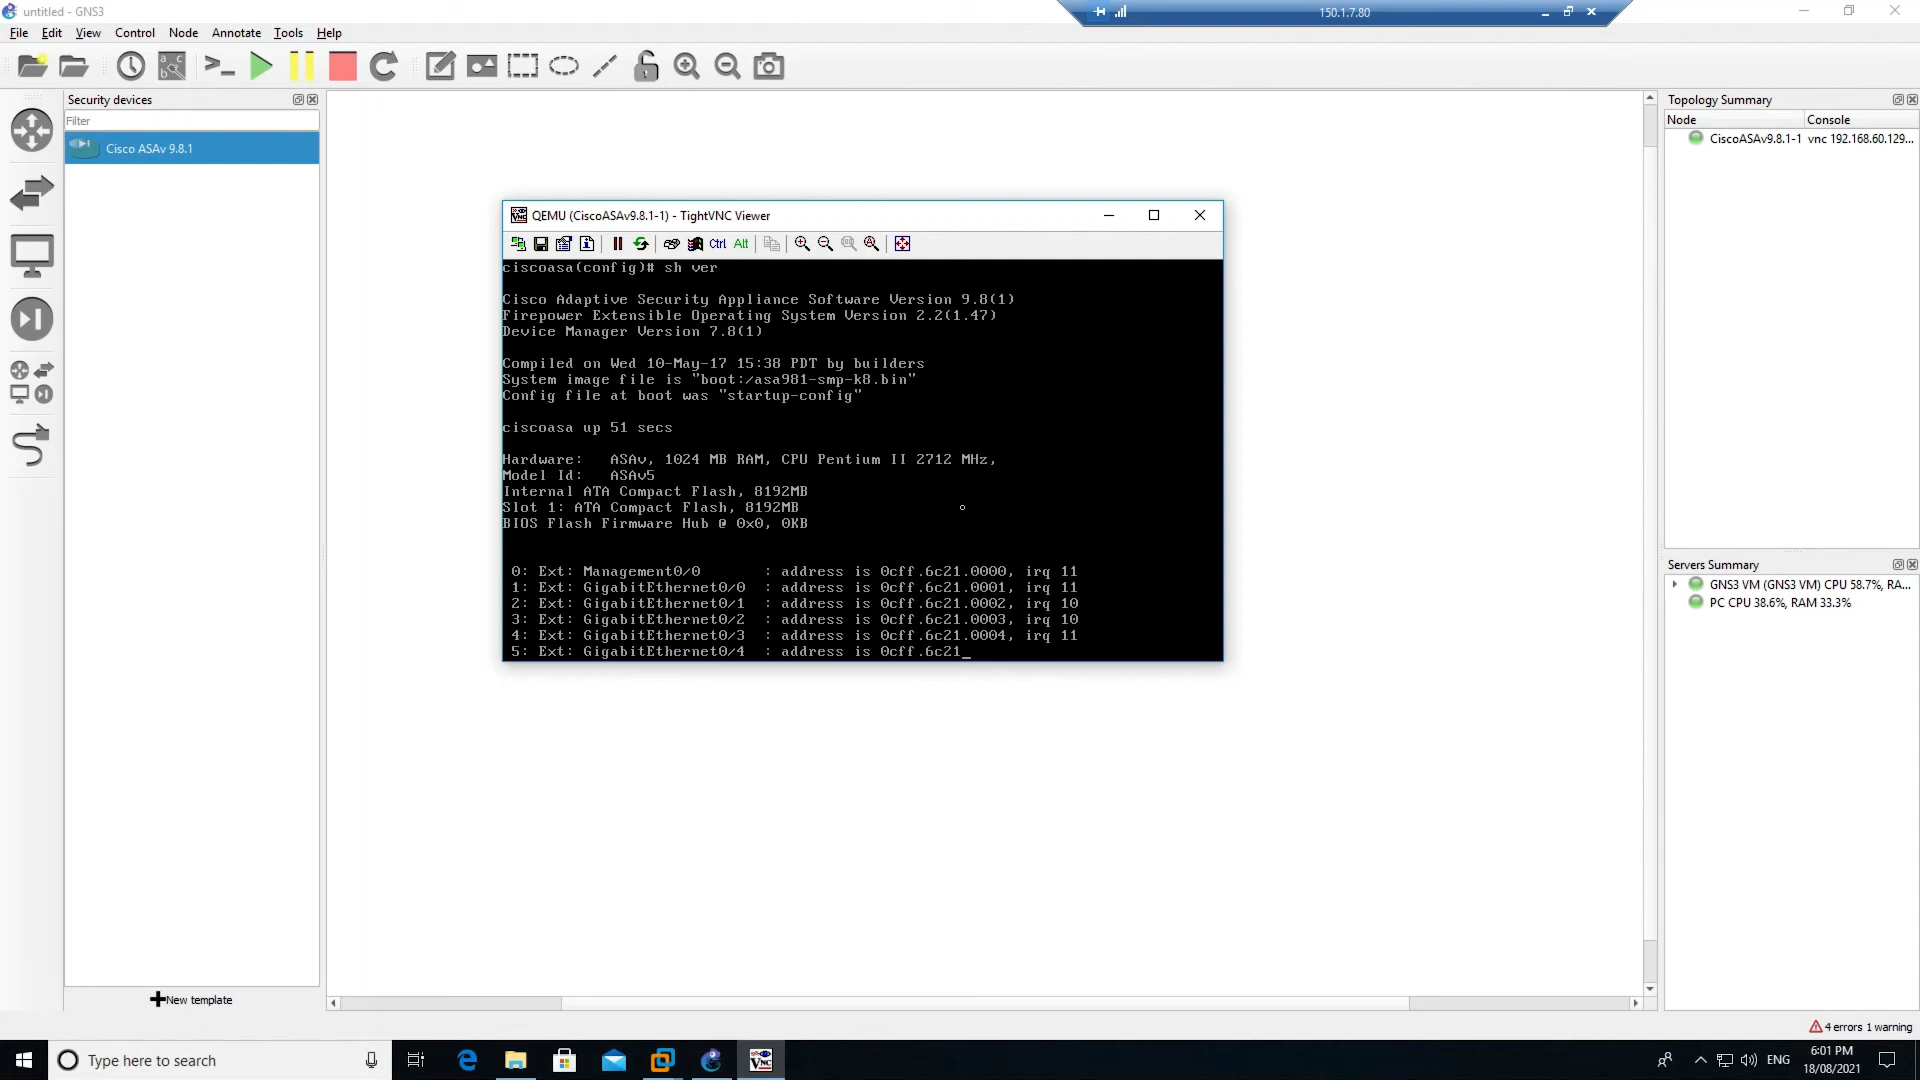 untitled - GNS3
150.1.7.80
File Edit View Control Node Annotate Tools Help
Security devices
Filter
Cisco ASAv 9.8.1
New template
QEMU (CiscoASAv9.8.1-1) - TightVNC Viewer
Ctrl Alt
ciscoasa(config)# sh ver
Cisco Adaptive Security Appliance Software Version 9.8(1)
Firepower Extensible Operating System Version 2.2(1.47)
Device Manager Version 7.8(1)
Compiled on Wed 10-May-17 15:38 PDT by builders
System image file is "boot:/asa981-smp-k8.bin"
Config file at boot was "startup-config"
ciscoasa up 51 secs
Hardware:   ASAv, 1024 MB RAM, CPU Pentium II 2712 MHz,
Model Id:   ASAv5
Internal ATA Compact Flash, 8192MB
Slot 1: ATA Compact Flash, 8192MB
BIOS Flash Firmware Hub @ 0x0, 0KB
0: Ext: Management0/0       : address is 0cff.6c21.0000, irq 11
1: Ext: GigabitEthernet0/0  : address is 0cff.6c21.0001, irq 11
2: Ext: GigabitEthernet0/1  : address is 0cff.6c21.0002, irq 10
3: Ext: GigabitEthernet0/2  : address is 0cff.6c21.0003, irq 10
4: Ext: GigabitEthernet0/3  : address is 0cff.6c21.0004, irq 11
5: Ext: GigabitEthernet0/4  : address is 0cff.6c21_
Topology Summary
Node Console
CiscoASAv9.8.1-1 vnc 192.168.60.129...
Servers Summary
GNS3 VM (GNS3 VM) CPU 58.7%, RA...
PC CPU 38.6%, RAM 33.3%
4 errors 1 warning
Type here to search
ENG
6:01 PM
18/08/2021